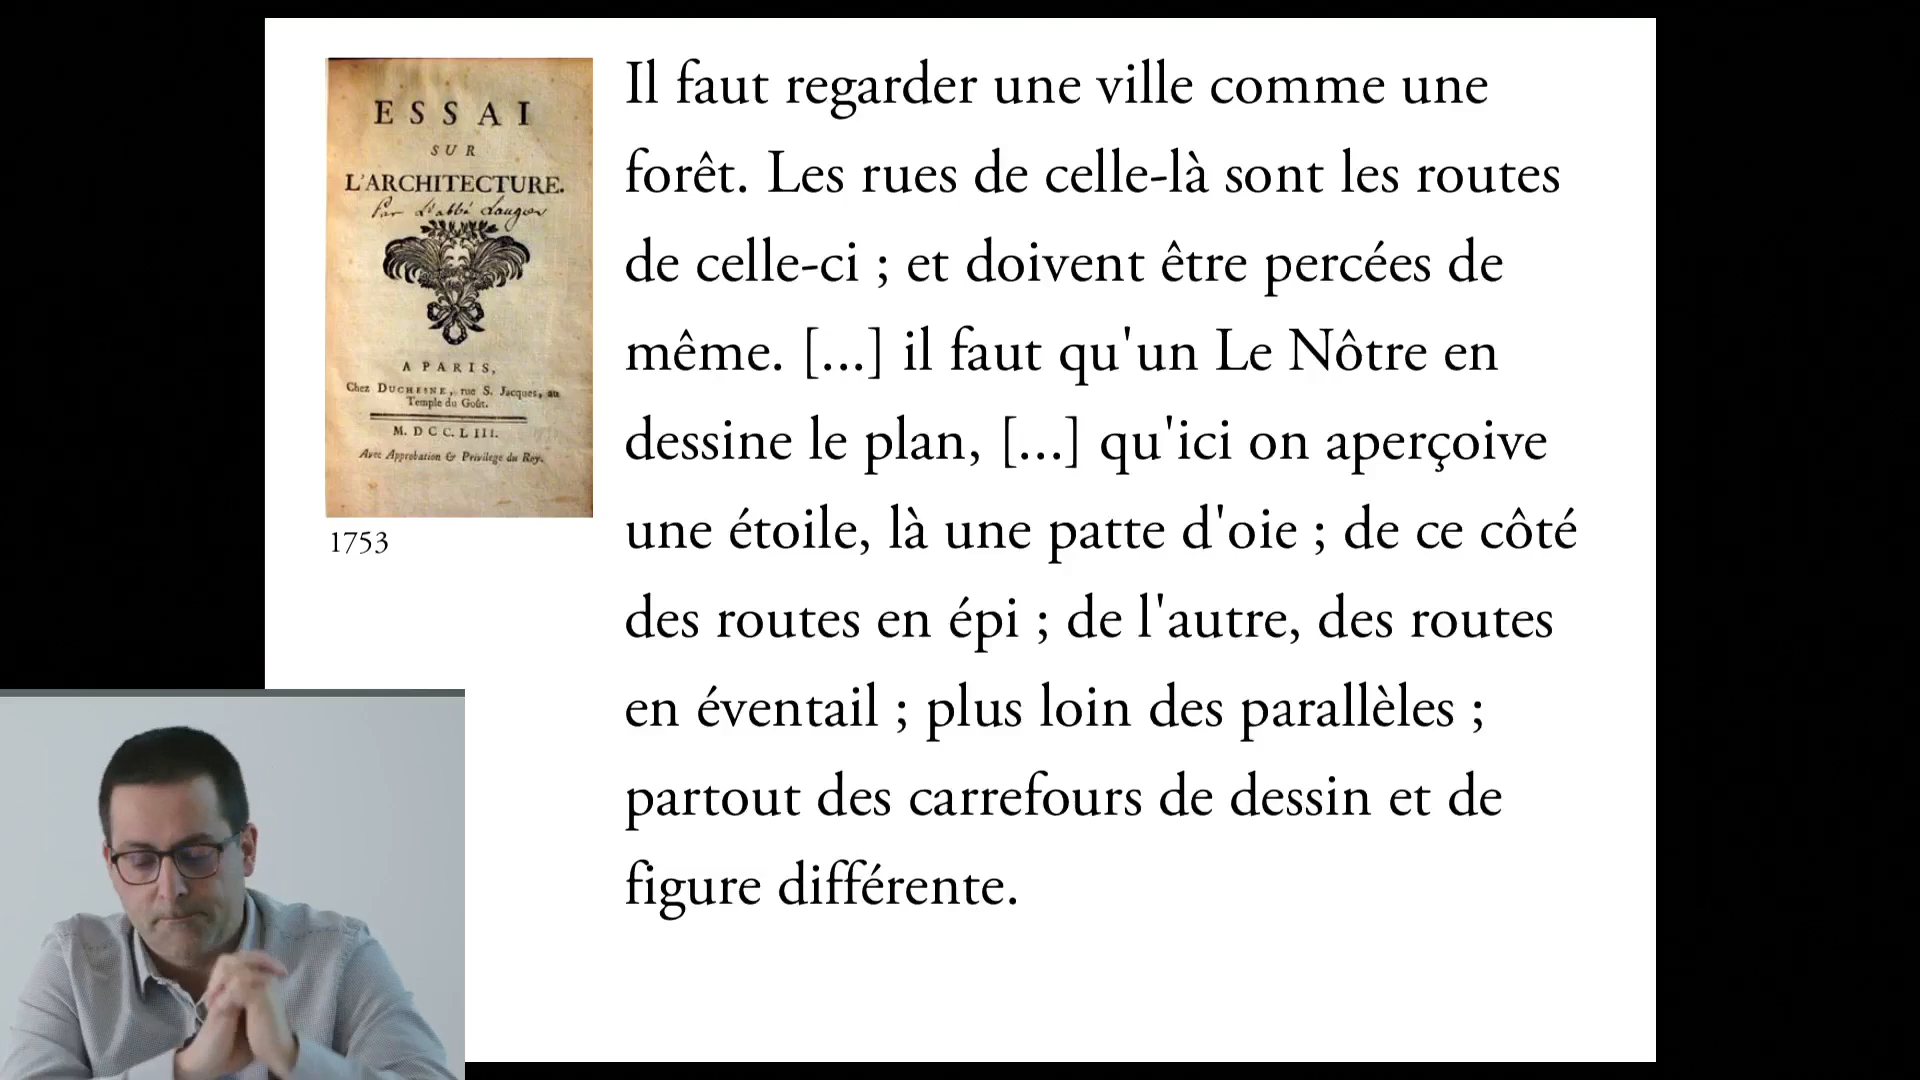 ESSAI
SUR
L'ARCHITECTURE.
Par L'abbé Laugier
A PARIS,
Chez DUCHESNE, rue S. Jacques, au
Temple du Goût.
M. DCC. LIII.
Avec Approbation & Privilege du Roy.
1753
Il faut regarder une ville comme une
forêt. Les rues de celle-là sont les routes
de celle-ci ; et doivent être percées de
même. [...] il faut qu'un Le Nôtre en
dessine le plan, [...] qu'ici on aperçoive
une étoile, là une patte d'oie ; de ce côté
des routes en épi ; de l'autre, des routes
en éventail ; plus loin des parallèles ;
partout des carrefours de dessin et de
figure différente.